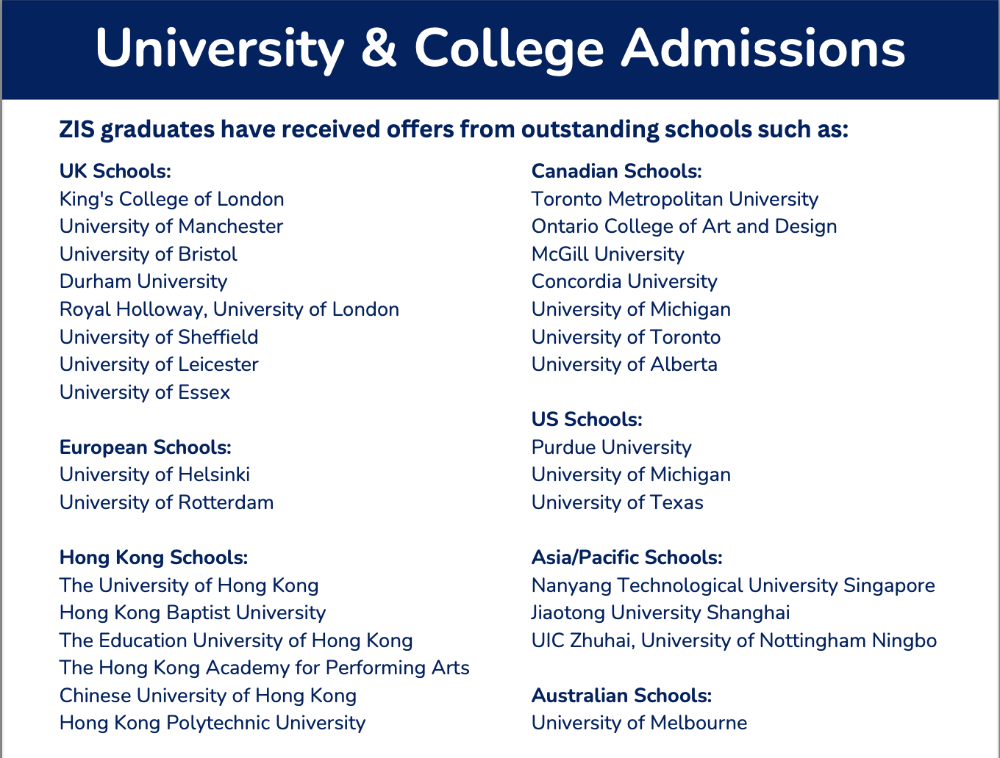 University & College Admissions
ZIS graduates have received offers from outstanding schools such as:
UK Schools:
King's College of London
University of Manchester
University of Bristol
Durham University
Royal Holloway, University of London
University of Sheffield
University of Leicester
University of Essex
European Schools:
University of Helsinki
University of Rotterdam
Hong Kong Schools:
The University of Hong Kong
Hong Kong Baptist University
The Education University of Hong Kong
The Hong Kong Academy for Performing Arts
Chinese University of Hong Kong
Hong Kong Polytechnic University
Canadian Schools:
Toronto Metropolitan University
Ontario College of Art and Design
McGill University
Concordia University
University of Michigan
University of Toronto
University of Alberta
US Schools:
Purdue University
University of Michigan
University of Texas
Asia/Pacific Schools:
Nanyang Technological University Singapore
Jiaotong University Shanghai
UIC Zhuhai, University of Nottingham Ningbo
Australian Schools:
University of Melbourne